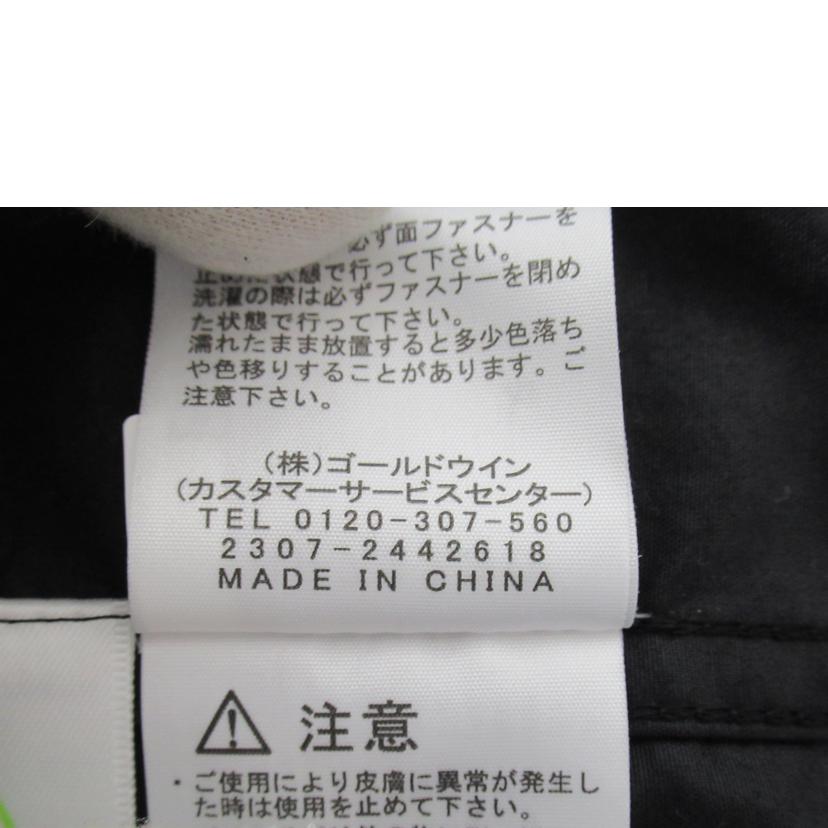 必ず面ファスナーを
止めた状態で行って下さい。
洗濯の際は必ずファスナーを閉め
た状態で行って下さい。
濡れたまま放置すると多少色落ち
や色移りすることがあります。ご
注意下さい。
(株)ゴールドウイン
(カスタマーサービスセンター)
TEL 0120-307-560
2307-2442618
MADE IN CHINA
注意
・ご使用により皮膚に異常が発生し
た時は使用を止めて下さい。